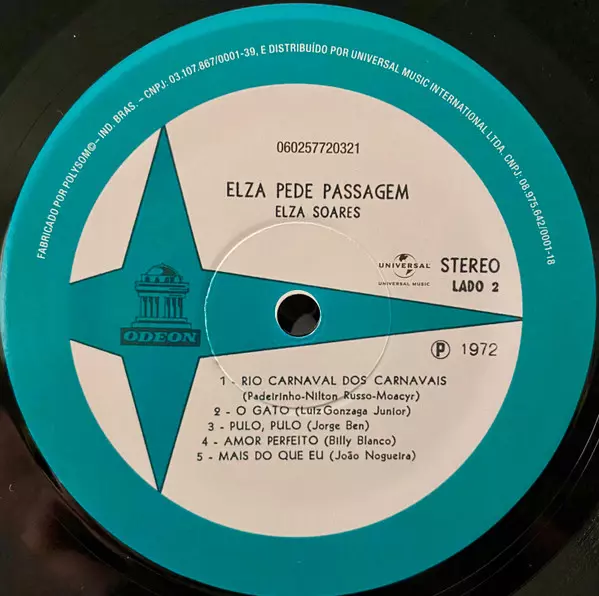 FABRICADO POR POLYSOM© – IND. BRAS. – CNPJ: 03.107.867/0001-39, E DISTRIBUÍDO POR UNIVERSAL MUSIC INTERNATIONAL LTDA. CNPJ: 08.975.642/0001-18
060257720321
ELZA PEDE PASSAGEM
ELZA SOARES
UNIVERSAL
UNIVERSAL MUSIC
STEREO
LADO 2
ODEON
Ⓟ 1972
1 - RIO CARNAVAL DOS CARNAVAIS
(Padeirinho-Nilton Russo-Moacyr)
2 - O GATO (Luiz Gonzaga Junior)
3 - PULO, PULO (Jorge Ben)
4 - AMOR PERFEITO (Billy Blanco)
5 - MAIS DO QUE EU (João Nogueira)